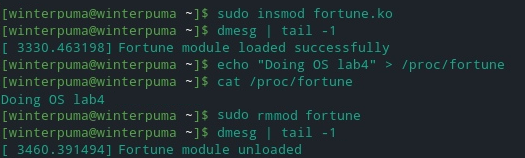 [winterpuma@winterpuma ~]$ sudo insmod fortune.ko
[winterpuma@winterpuma ~]$ dmesg | tail -1
[ 3330.463198] Fortune module loaded successfully
[winterpuma@winterpuma ~]$ echo "Doing OS lab4" > /proc/fortune
[winterpuma@winterpuma ~]$ cat /proc/fortune
Doing OS lab4
[winterpuma@winterpuma ~]$ sudo rmmod fortune
[winterpuma@winterpuma ~]$ dmesg | tail -1
[ 3460.391494] Fortune module unloaded